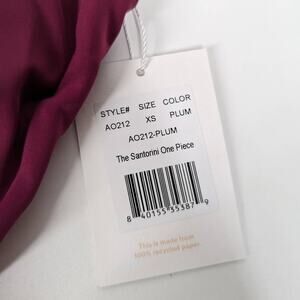 STYLE# SIZE COLOR
AO212 XS PLUM
AO212-PLUM
The Santorini One Piece
8 40155 35387 9
This is made from
100% recycled paper